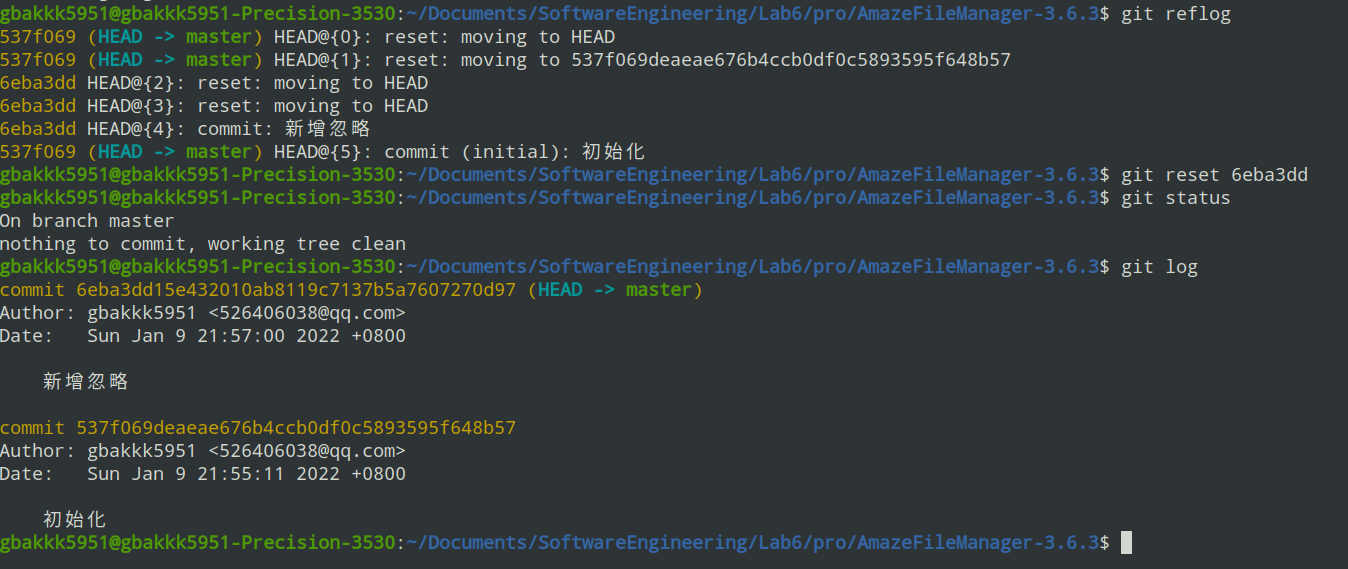 gbakkk5951@gbakkk5951-Precision-3530:~/Documents/SoftwareEngineering/Lab6/pro/AmazeFileManager-3.6.3$ git reflog
537f069 (HEAD -> master) HEAD@{0}: reset: moving to HEAD
537f069 (HEAD -> master) HEAD@{1}: reset: moving to 537f069deaeae676b4ccb0df0c5893595f648b57
6eba3dd HEAD@{2}: reset: moving to HEAD
6eba3dd HEAD@{3}: reset: moving to HEAD
6eba3dd HEAD@{4}: commit: 新增忽略
537f069 (HEAD -> master) HEAD@{5}: commit (initial): 初始化
gbakkk5951@gbakkk5951-Precision-3530:~/Documents/SoftwareEngineering/Lab6/pro/AmazeFileManager-3.6.3$ git reset 6eba3dd
gbakkk5951@gbakkk5951-Precision-3530:~/Documents/SoftwareEngineering/Lab6/pro/AmazeFileManager-3.6.3$ git status
On branch master
nothing to commit, working tree clean
gbakkk5951@gbakkk5951-Precision-3530:~/Documents/SoftwareEngineering/Lab6/pro/AmazeFileManager-3.6.3$ git log
commit 6eba3dd15e432010ab8119c7137b5a7607270d97 (HEAD -> master)
Author: gbakkk5951 <526406038@qq.com>
Date:   Sun Jan 9 21:57:00 2022 +0800
新增忽略
commit 537f069deaeae676b4ccb0df0c5893595f648b57
Author: gbakkk5951 <526406038@qq.com>
Date:   Sun Jan 9 21:55:11 2022 +0800
初始化
gbakkk5951@gbakkk5951-Precision-3530:~/Documents/SoftwareEngineering/Lab6/pro/AmazeFileManager-3.6.3$